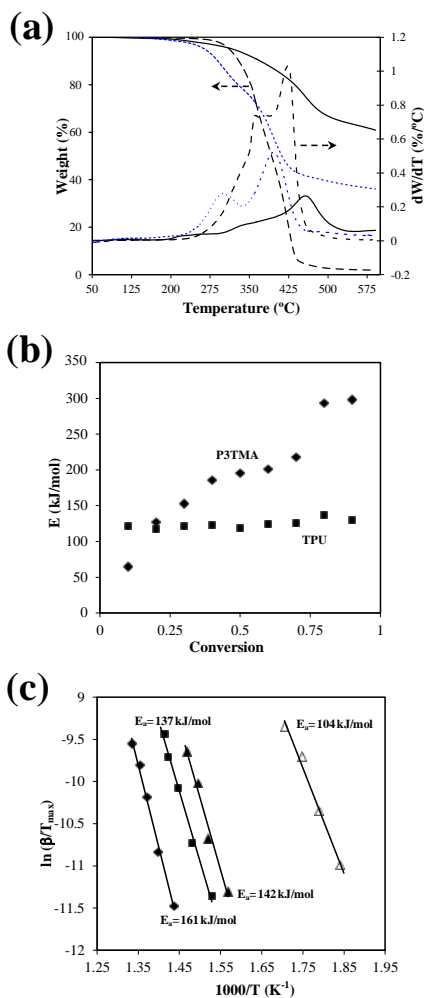 (a)
100
80
60
40
20
0
Weight (%)
1.2
1
0.8
0.6
0.4
0.2
0
-0.2
dW/dT (%/ºC)
50 125 200 275 350 425 500 575
Temperature (ºC)
(b)
350
300
250
200
150
100
50
0
E (kJ/mol)
P3TMA
TPU
0 0.25 0.5 0.75 1
Conversion
(c)
-9
-9.5
-10
-10.5
-11
-11.5
-12
ln (β/Tmax)
Ea=137 kJ/mol
Ea=104 kJ/mol
Ea=142 kJ/mol
Ea=161 kJ/mol
1.25 1.35 1.45 1.55 1.65 1.75 1.85 1.95
1000/T (K-1)